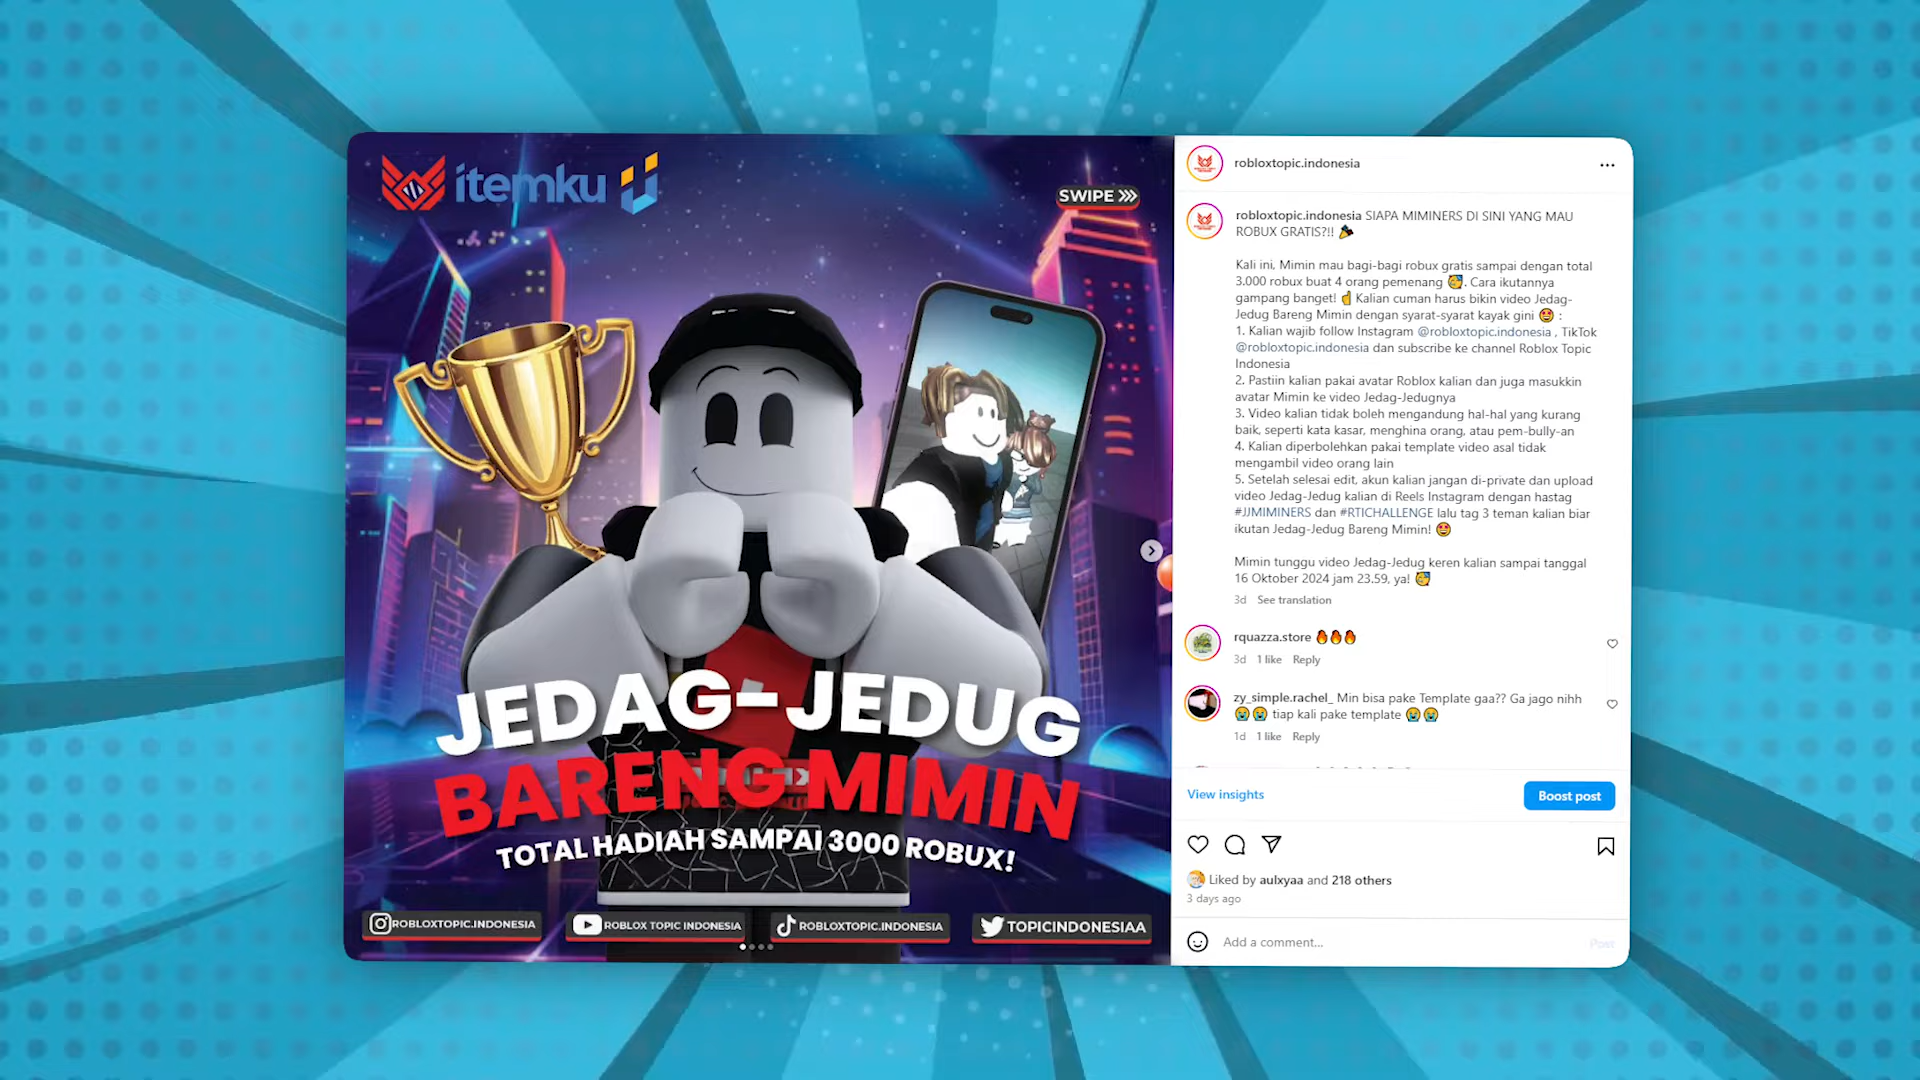 itemku
SWIPE
JEDAG-JEDUG
BARENG MIMIN
TOTAL HADIAH SAMPAI 3000 ROBUX!
ROBLOXTOPIC.INDONESIA
ROBLOX TOPIC INDONESIA
ROBLOXTOPIC.INDONESIA
TOPICINDONESIAA
robloxtopic.indonesia
robloxtopic.indonesia SIAPA MIMINERS DI SINI YANG MAU
ROBUX GRATIS?!! 🎉
Kali ini, Mimin mau bagi-bagi robux gratis sampai dengan total
3.000 robux buat 4 orang pemenang 🥳. Cara ikutannya
gampang banget! ☝ Kalian cuman harus bikin video Jedag-
Jedug Bareng Mimin dengan syarat-syarat kayak gini 🤩 :
1. Kalian wajib follow Instagram @robloxtopic.indonesia , TikTok
@robloxtopic.indonesia dan subscribe ke channel Roblox Topic
Indonesia
2. Pastiin kalian pakai avatar Roblox kalian dan juga masukkin
avatar Mimin ke video Jedag-Jedugnya
3. Video kalian tidak boleh mengandung hal-hal yang kurang
baik, seperti kata kasar, menghina orang, atau pem-bully-an
4. Kalian diperbolehkan pakai template video asal tidak
mengambil video orang lain
5. Setelah selesai edit, akun kalian jangan di-private dan upload
video Jedag-Jedug kalian di Reels Instagram dengan hastag
#JJMIMINERS dan #RTICHALLENGE lalu tag 3 teman kalian biar
ikutan Jedag-Jedug Bareng Mimin! 🤩
Mimin tunggu video Jedag-Jedug keren kalian sampai tanggal
16 Oktober 2024 jam 23.59, ya! 🥳
3d See translation
rquazza.store 🔥🔥🔥
3d 1 like Reply
zy_simple.rachel_ Min bisa pake Template gaa?? Ga jago nihh
😭😭 tiap kali pake template 😭😭
1d 1 like Reply
View insights
Boost post
Liked by aulxyaa and 218 others
3 days ago
Add a comment...
Post